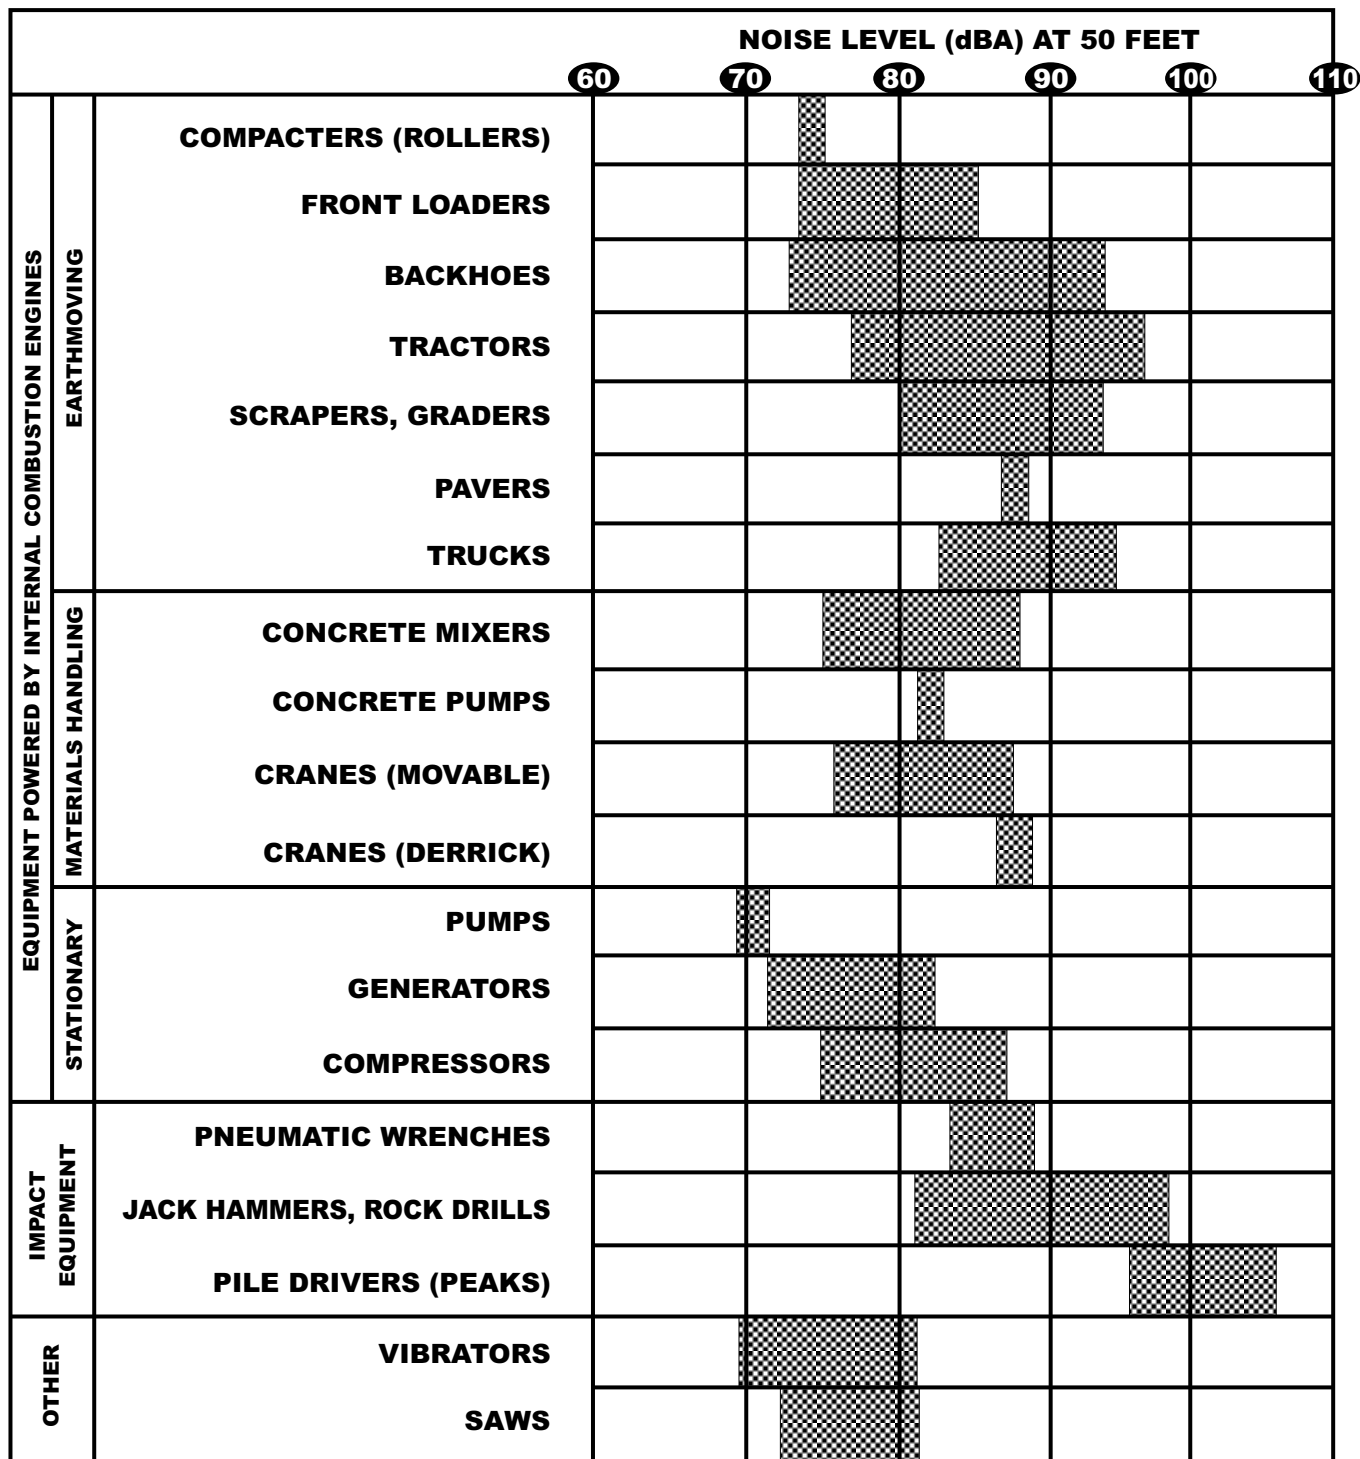 NOISE LEVEL (dBA) AT 50 FEET
60 70 80 90 100 110
EQUIPMENT POWERED BY INTERNAL COMBUSTION ENGINES
EARTHMOVING
COMPACTERS (ROLLERS)
FRONT LOADERS
BACKHOES
TRACTORS
SCRAPERS, GRADERS
PAVERS
TRUCKS
MATERIALS HANDLING
CONCRETE MIXERS
CONCRETE PUMPS
CRANES (MOVABLE)
CRANES (DERRICK)
STATIONARY
PUMPS
GENERATORS
COMPRESSORS
IMPACT
EQUIPMENT
PNEUMATIC WRENCHES
JACK HAMMERS, ROCK DRILLS
PILE DRIVERS (PEAKS)
OTHER
VIBRATORS
SAWS